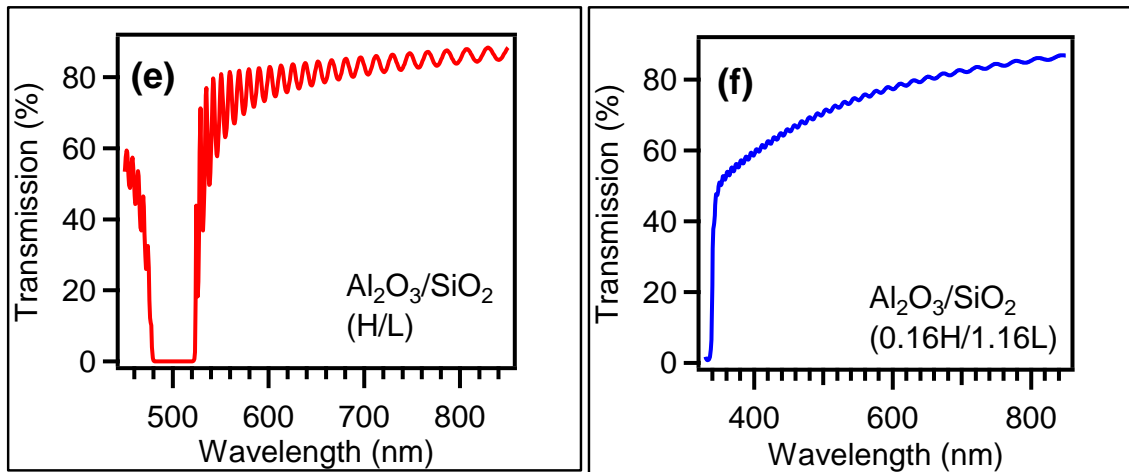 (e)
Transmission (%)
80
60
40
20
0
Al₂O₃/SiO₂
(H/L)
500 600 700 800
Wavelength (nm)
(f)
Transmission (%)
80
60
40
20
0
Al₂O₃/SiO₂
(0.16H/1.16L)
400 600 800
Wavelength (nm)